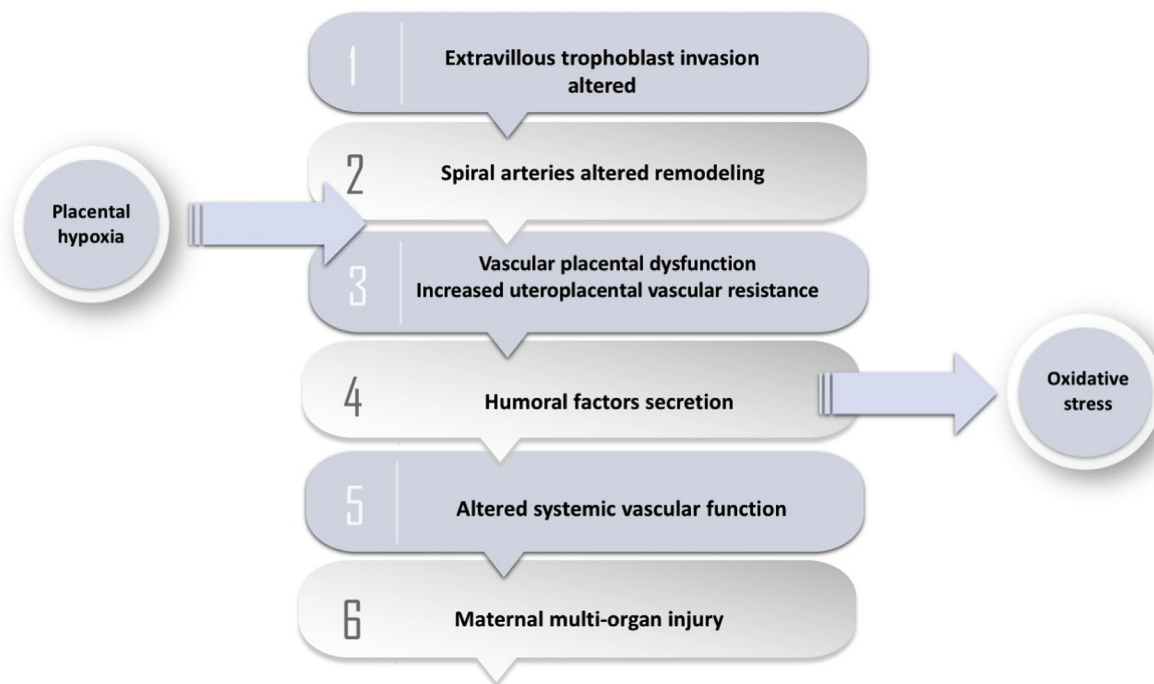 1
Extravillous trophoblast invasion
altered
2
Spiral arteries altered remodeling
Placental
hypoxia
3
Vascular placental dysfunction
Increased uteroplacental vascular resistance
4
Humoral factors secretion
Oxidative
stress
5
Altered systemic vascular function
6
Maternal multi-organ injury